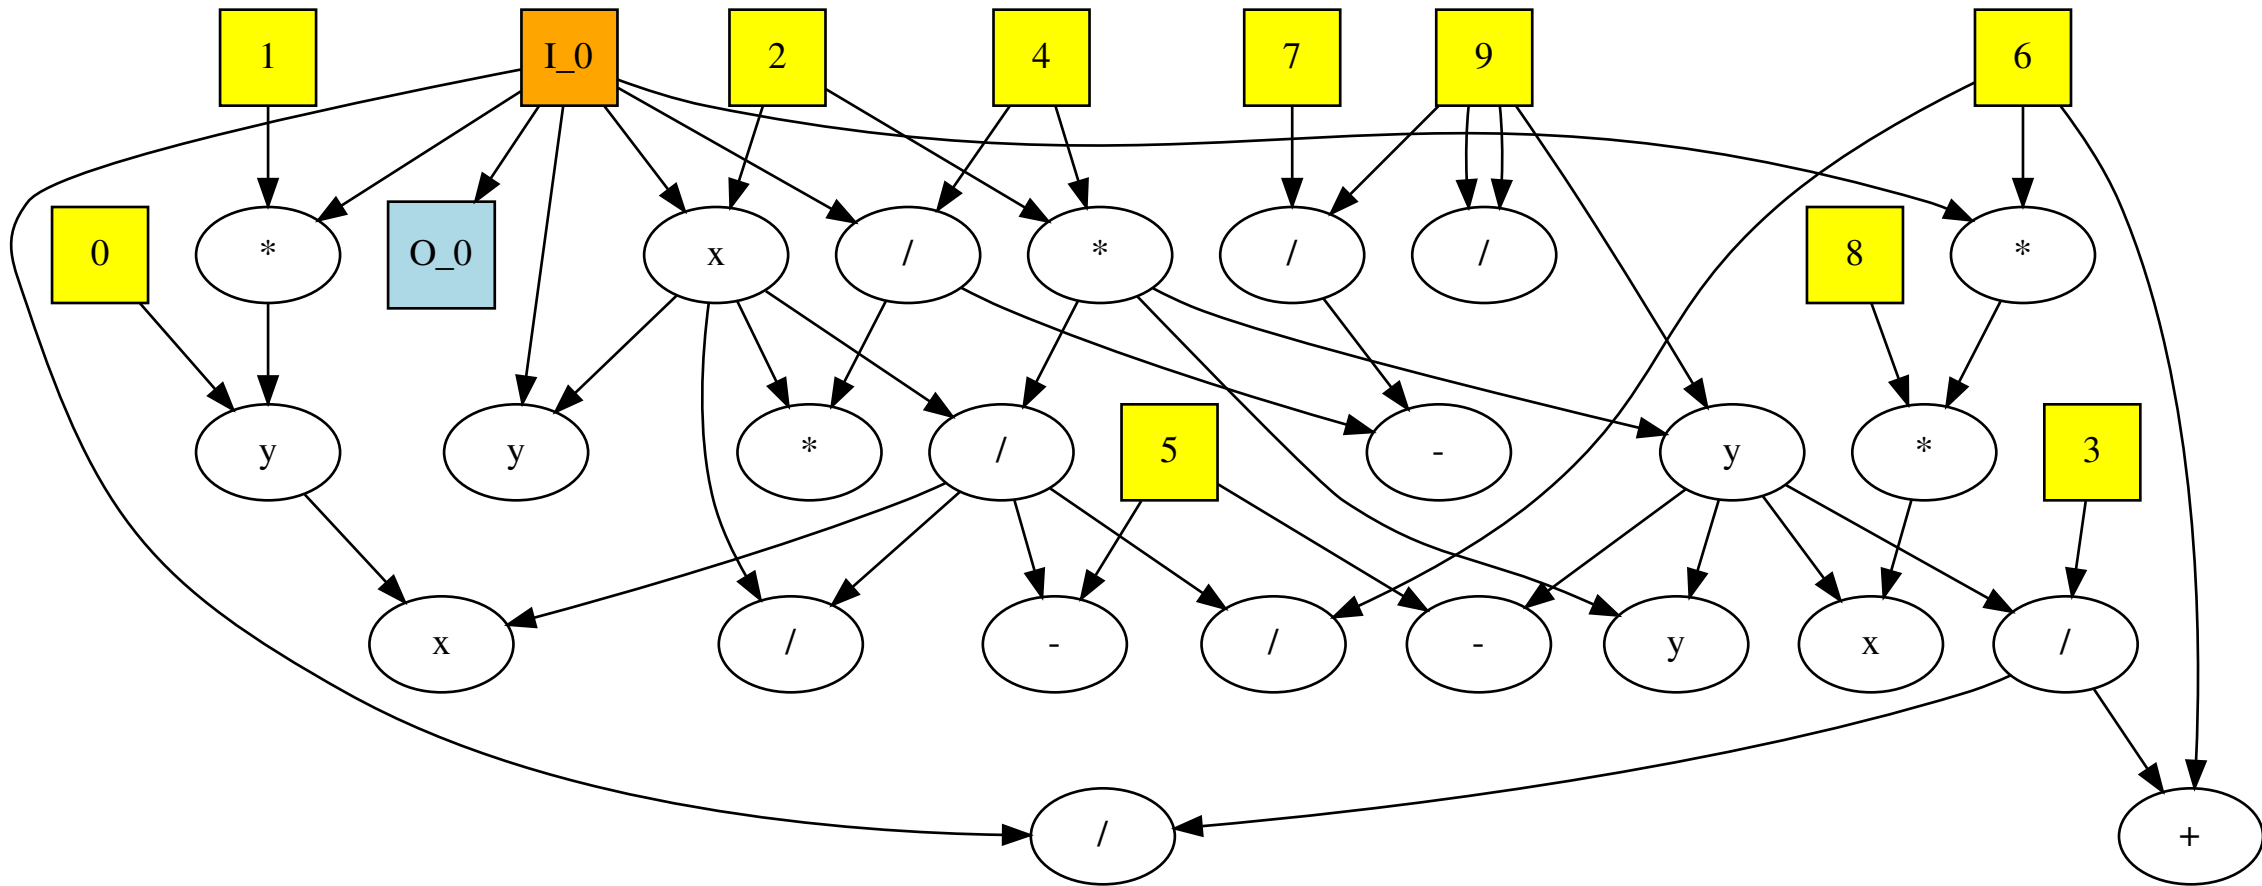 1 I_0 2 4 7 9 6
0 * O_0 x / * / / 8 *
y y * / 5 - y * 3
x / - / - y x /
/ +